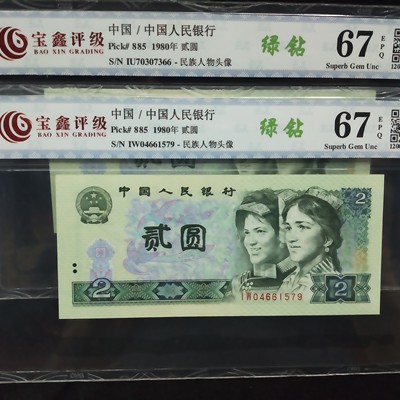 宝鑫评级
BAO XIN GRADING
中国 / 中国人民银行
Pick# 885 1980年 贰圆
S/N IU70307366 - 民族人物头像
绿钻
67 EPQ
Superb Gem Unc
宝鑫评级
BAO XIN GRADING
中国 / 中国人民银行
Pick# 885 1980年 贰圆
S/N IW04661579 - 民族人物头像
绿钻
67 EPQ
Superb Gem Unc
中国人民银行
2
贰圆
2
IW04661579
2